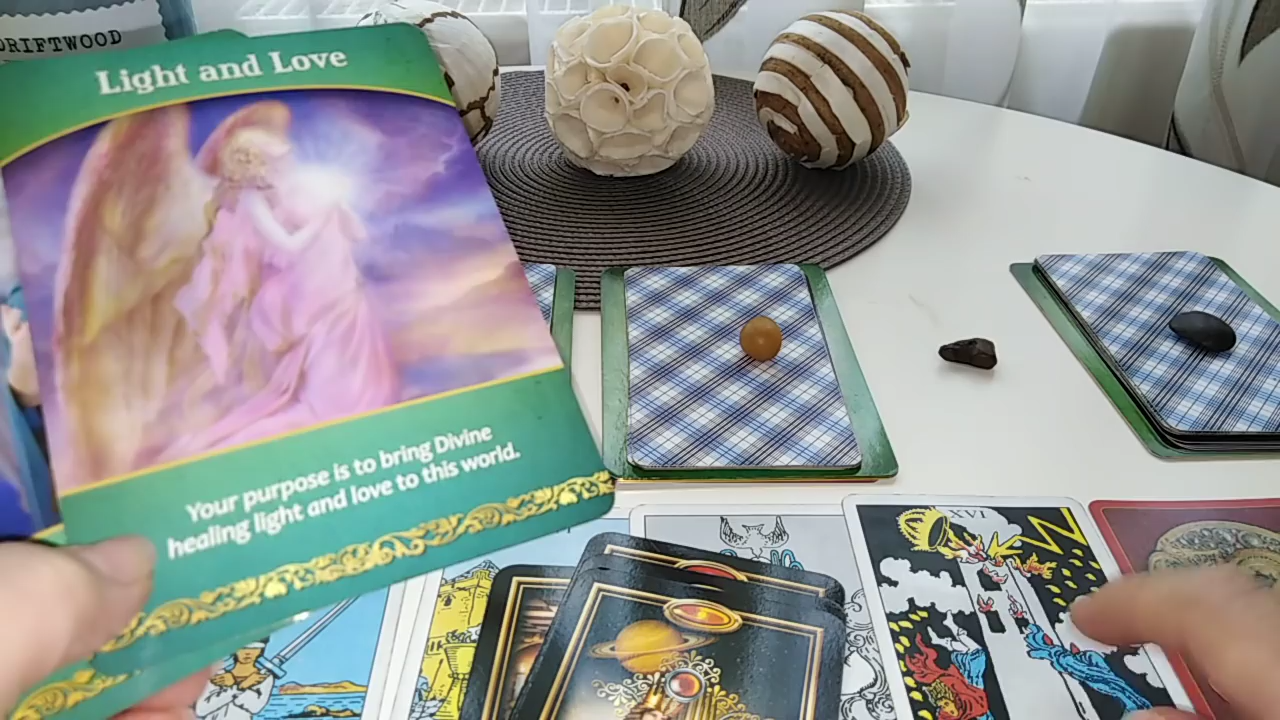 DRIFTWOOD
Light and Love
Your purpose is to bring Divine
healing light and love to this world.
XVI